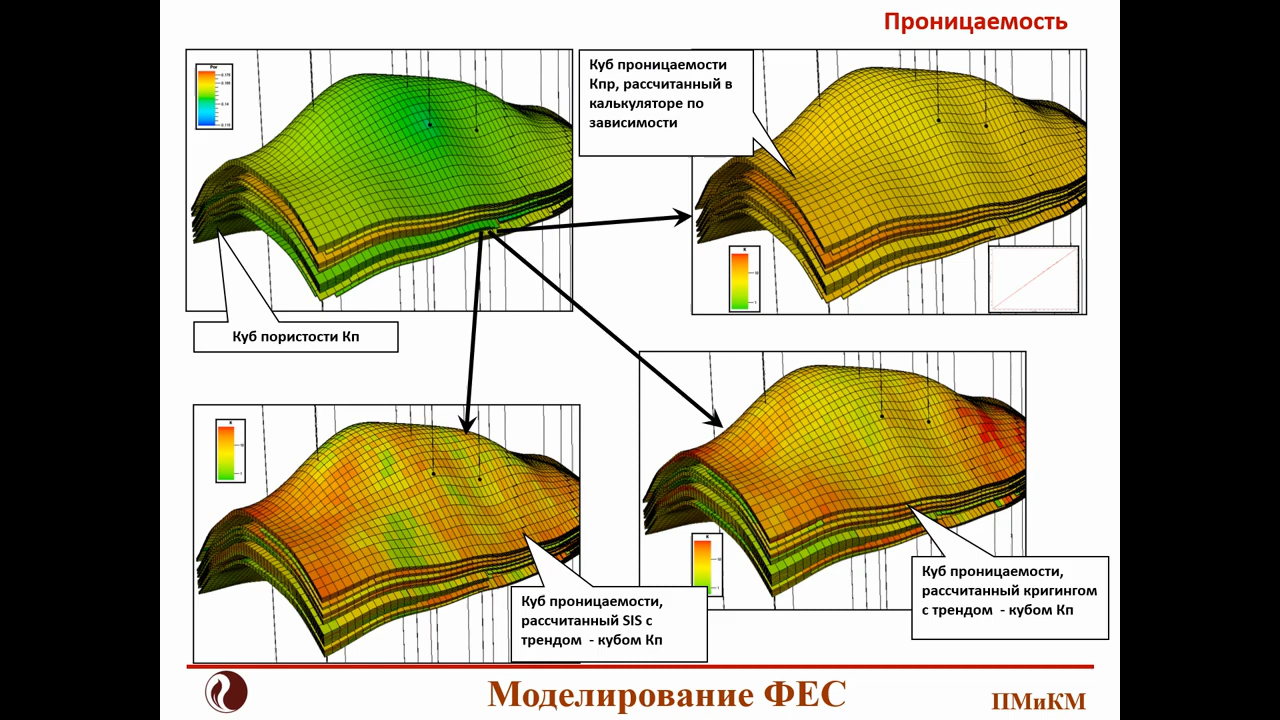 Проницаемость
Куб проницаемости
Кпр, рассчитанный в
калькуляторе по
зависимости
Куб пористости Кп
Куб проницаемости,
рассчитанный SIS с
трендом - кубом Кп
Куб проницаемости,
рассчитанный кригингом
с трендом - кубом Кп
Моделирование ФЕС
ПМиКМ